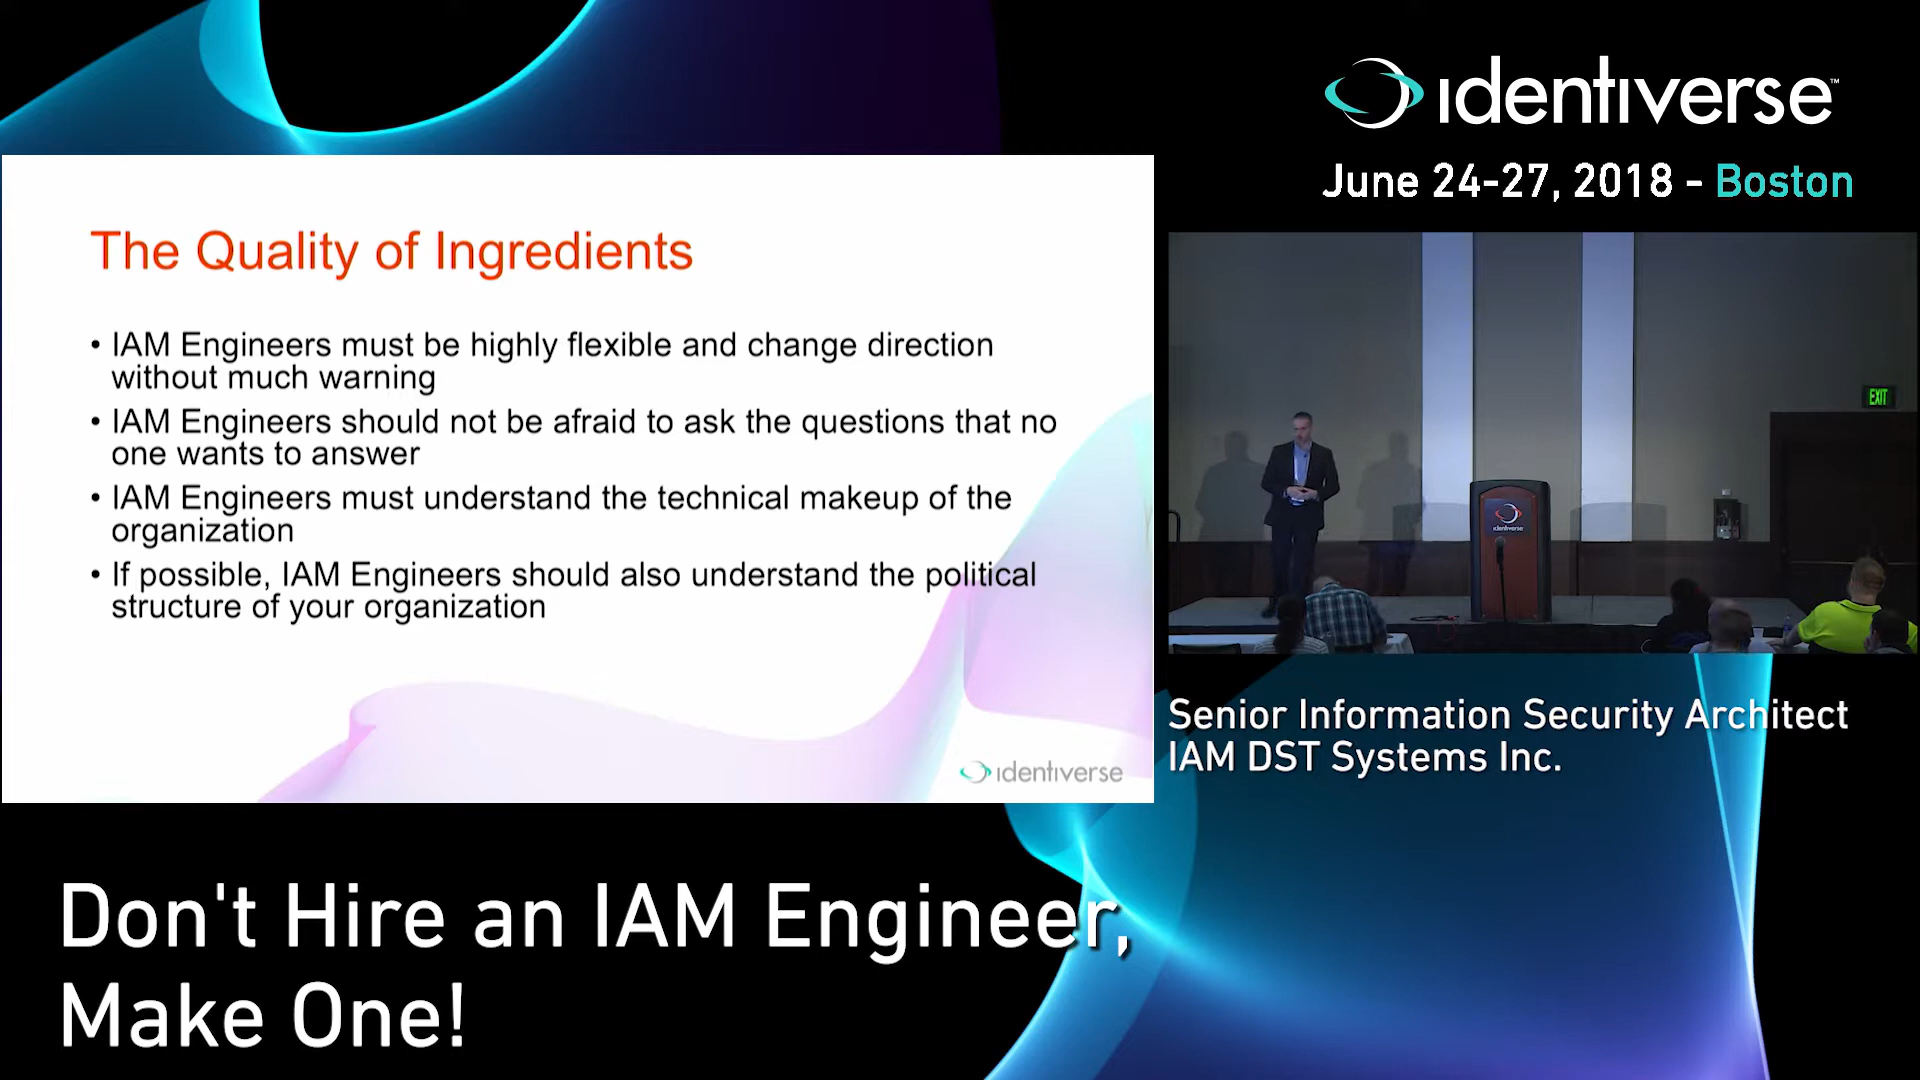 identiverse™
June 24-27, 2018 - Boston
The Quality of Ingredients
• IAM Engineers must be highly flexible and change direction
without much warning
• IAM Engineers should not be afraid to ask the questions that no
one wants to answer
• IAM Engineers must understand the technical makeup of the
organization
• If possible, IAM Engineers should also understand the political
structure of your organization
identiverse
EXIT
identiverse
Senior Information Security Architect
IAM DST Systems Inc.
Don't Hire an IAM Engineer,
Make One!